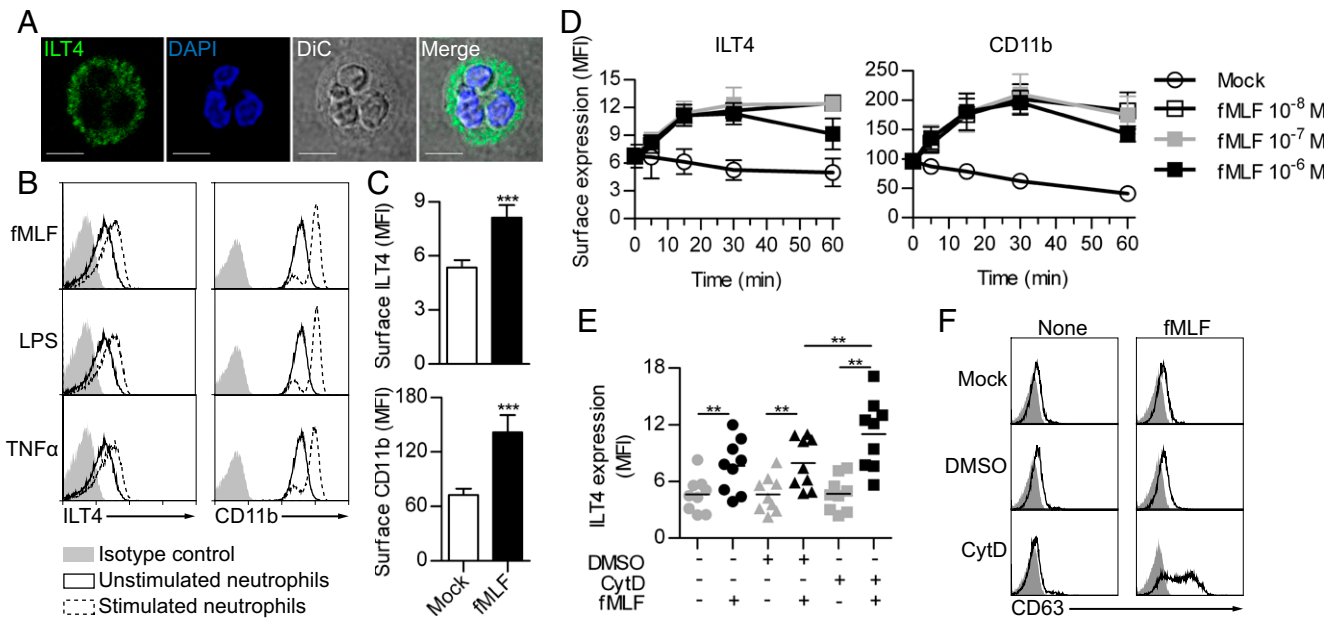 A
ILT4
DAPI
DiC
Merge
B
fMLF
LPS
TNFα
ILT4
CD11b
Isotype control
Unstimulated neutrophils
Stimulated neutrophils
C
Surface ILT4 (MFI)
9
6
3
0
***
Surface CD11b (MFI)
180
120
60
0
***
Mock
fMLF
D
ILT4
Surface expression (MFI)
15
12
9
6
3
0
0 10 20 30 40 50 60
Time (min)
CD11b
250
200
150
100
50
0
0 10 20 30 40 50 60
Time (min)
Mock
fMLF 10⁻⁸ M
fMLF 10⁻⁷ M
fMLF 10⁻⁶ M
E
ILT4 expression
(MFI)
18
12
6
0
**
** ** **
DMSO - - + + - -
CytD - - - - + +
fMLF - + - + - +
F
None
fMLF
Mock
DMSO
CytD
CD63